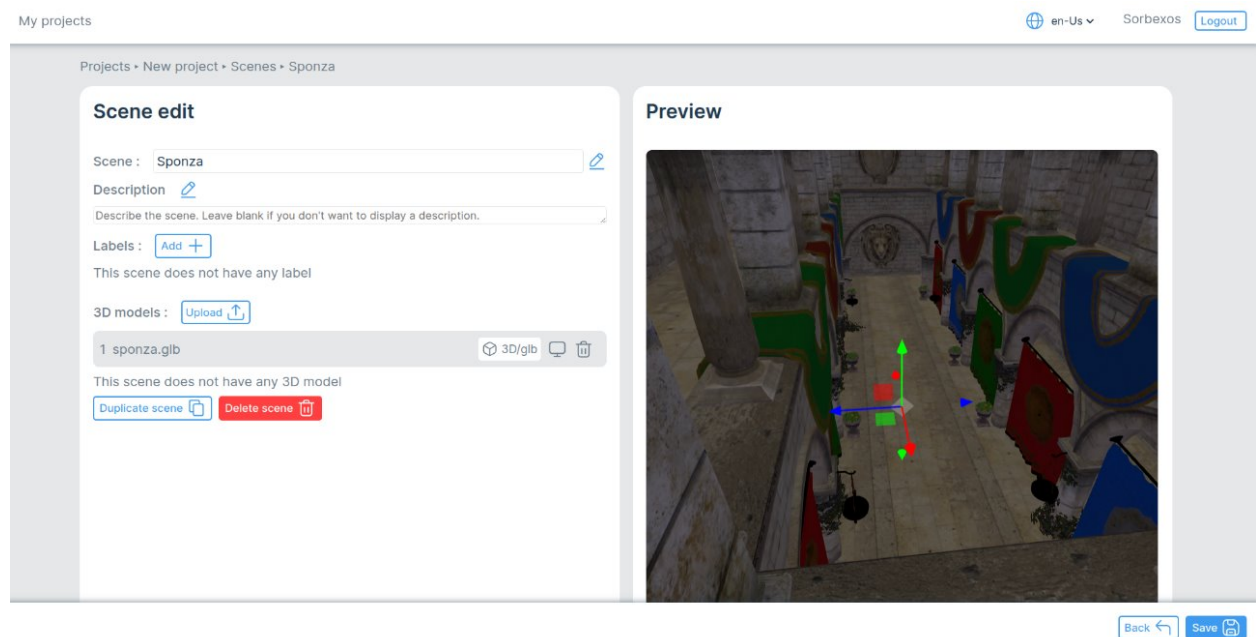 My projects
en-Us
Sorbexos
Logout
Projects ▸ New project ▸ Scenes ▸ Sponza
Scene edit
Scene : Sponza
Description
Describe the scene. Leave blank if you don't want to display a description.
Labels : Add +
This scene does not have any label
3D models : Upload
1 sponza.glb 3D/glb
This scene does not have any 3D model
Duplicate scene Delete scene
Preview
Back Save